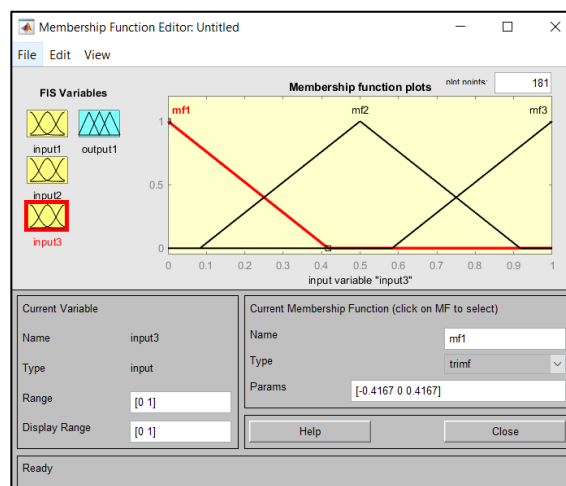 Membership Function Editor: Untitled
File Edit View
FIS Variables
input1 output1
input2
input3
Membership function plots
plot points:
181
mf1 mf2 mf3
1
0.5
0
0 0.1 0.2 0.3 0.4 0.5 0.6 0.7 0.8 0.9 1
input variable "input3"
Current Variable
Name input3
Type input
Range [0 1]
Display Range [0 1]
Current Membership Function (click on MF to select)
Name mf1
Type trimf
Params [-0.4167 0 0.4167]
Help Close
Ready